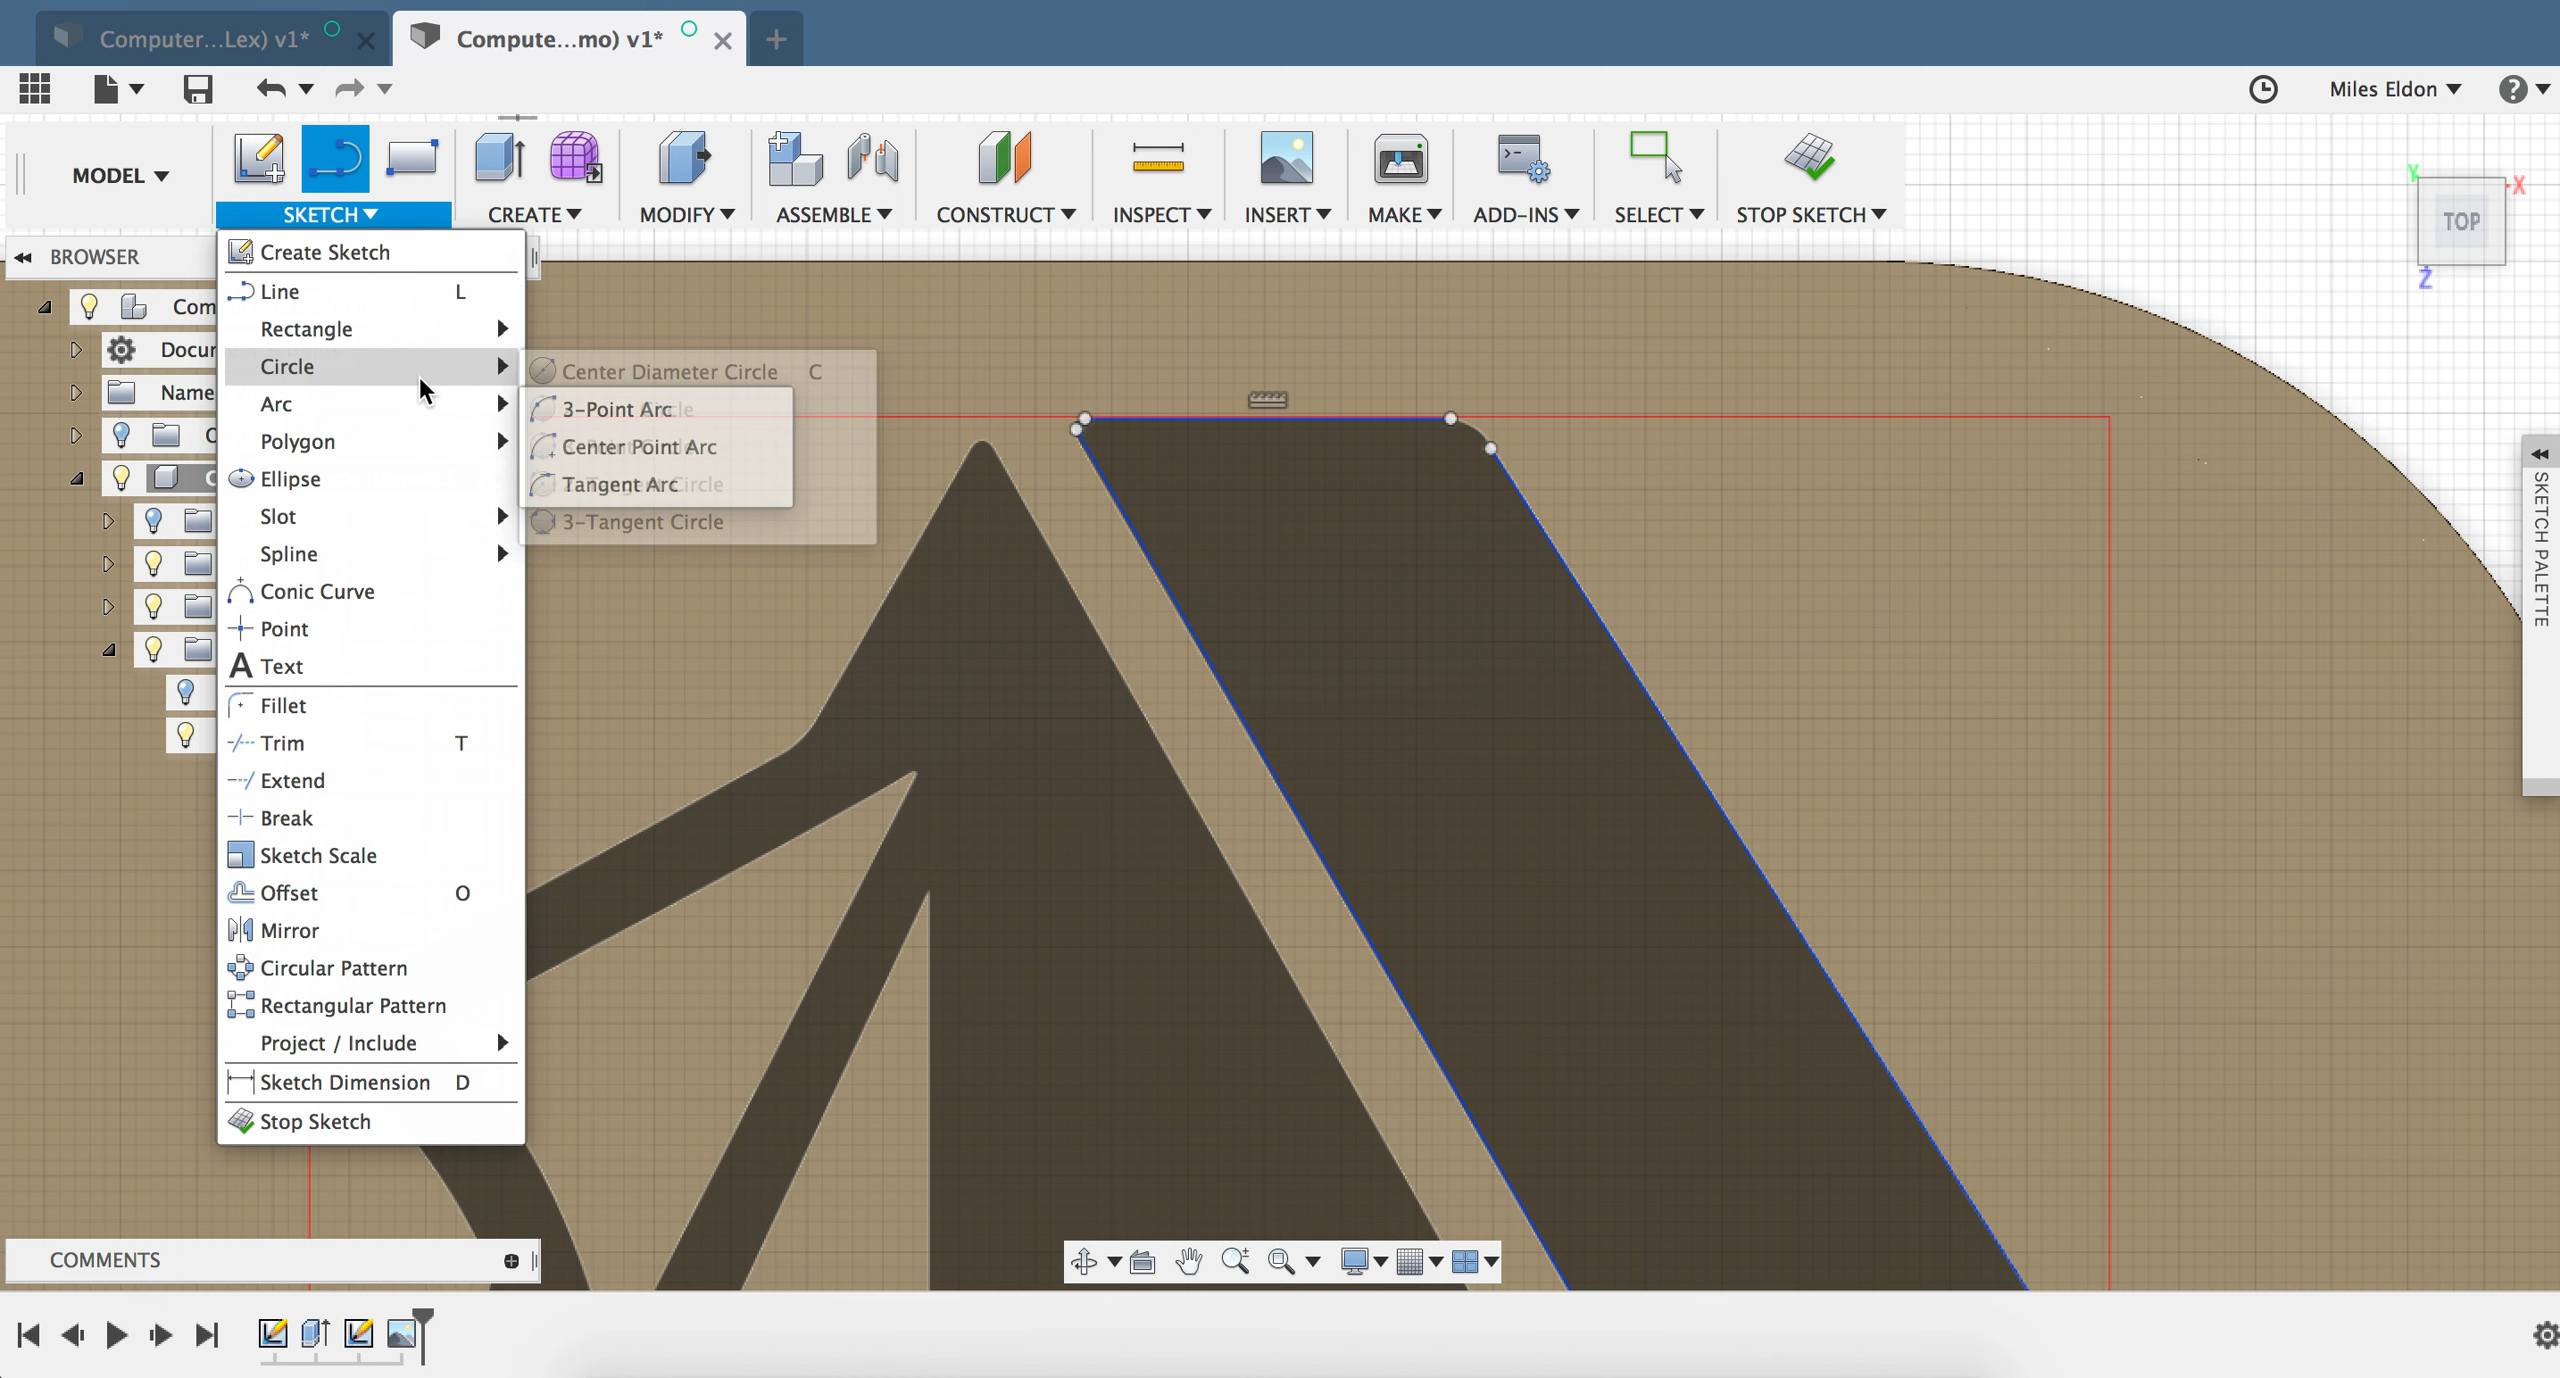 Computer...Lex) v1*
Compute...mo) v1*
Miles Eldon
?
MODEL
SKETCH
CREATE
MODIFY
ASSEMBLE
CONSTRUCT
INSPECT
INSERT
MAKE
ADD-INS
SELECT
STOP SKETCH
Y
X
TOP
Z
BROWSER
Com
Docur
Name
Create Sketch
Line L
Rectangle
Circle
Arc
Polygon
Ellipse
Slot
Spline
Conic Curve
Point
A Text
Fillet
Trim T
Extend
Break
Sketch Scale
Offset O
Mirror
Circular Pattern
Rectangular Pattern
Project / Include
Sketch Dimension D
Stop Sketch
Center Diameter Circle C
3-Point Arc
Center Point Arc
Tangent Arc
3-Tangent Circle
SKETCH PALETTE
COMMENTS